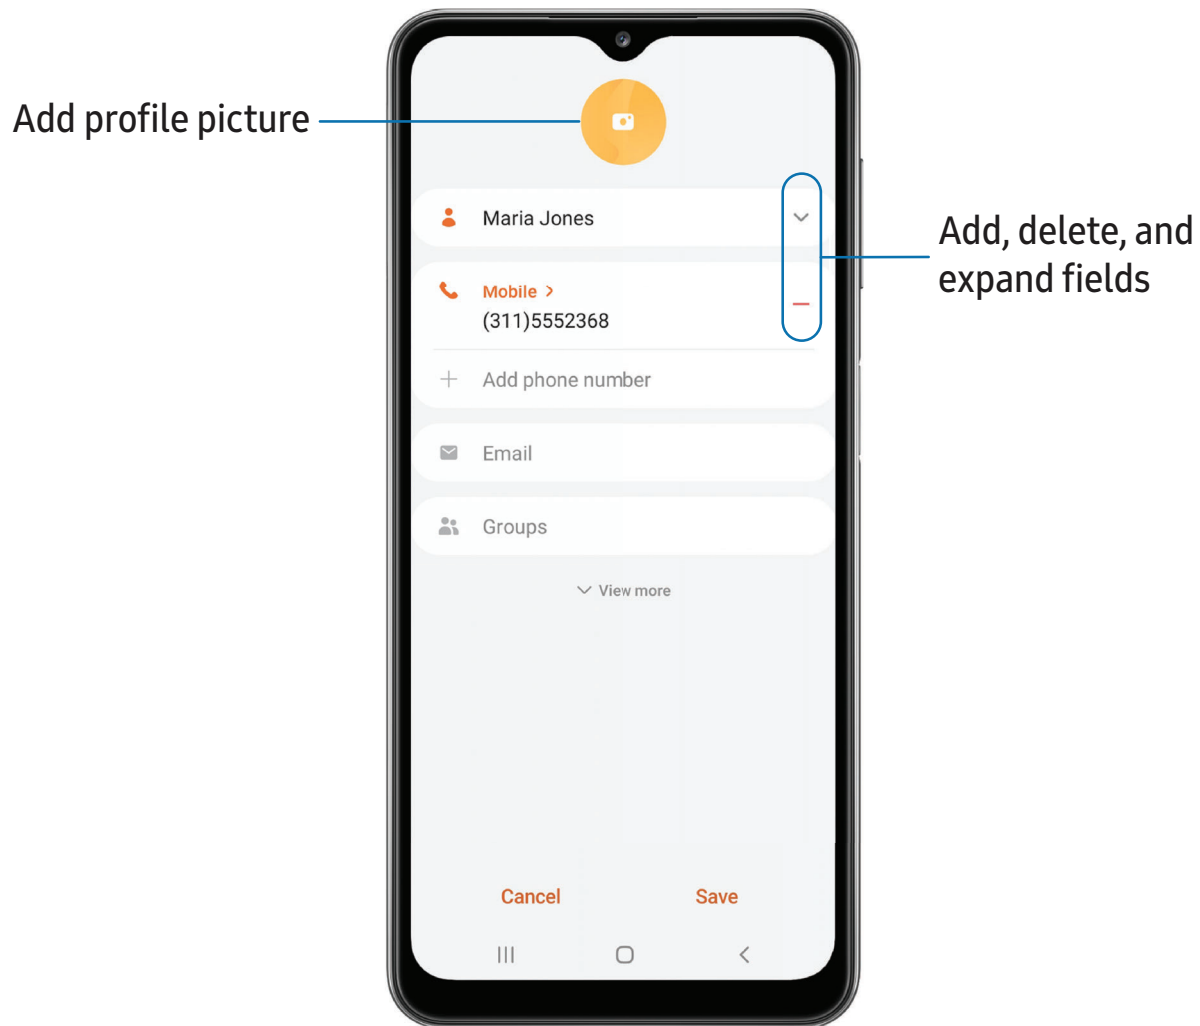 Add profile picture
Maria Jones
Add, delete, and
expand fields
Mobile >
(311)5552368
Add phone number
Email
Groups
View more
Cancel
Save